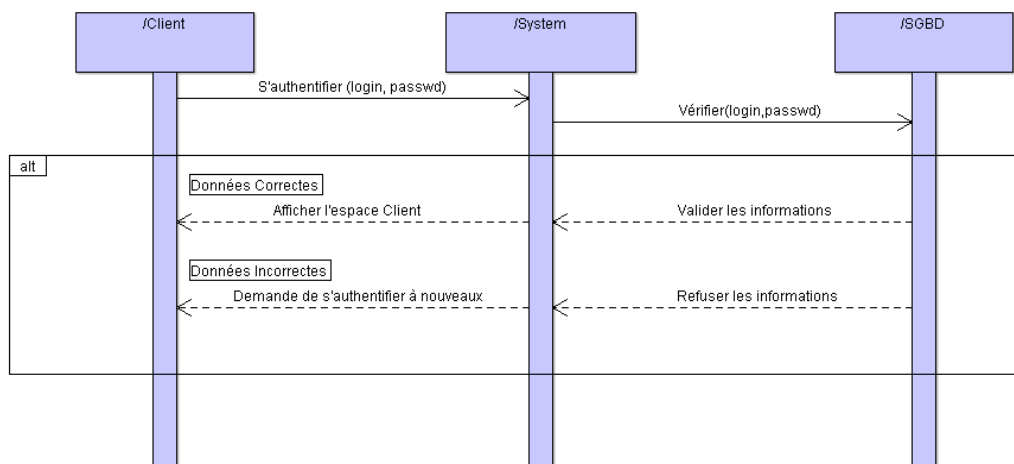 /Client
/System
/SGBD
S'authentifier (login, passwd)
Vérifier(login,passwd)
alt
Données Correctes
Afficher l'espace Client
Valider les informations
Données Incorrectes
Demande de s'authentifier à nouveaux
Refuser les informations